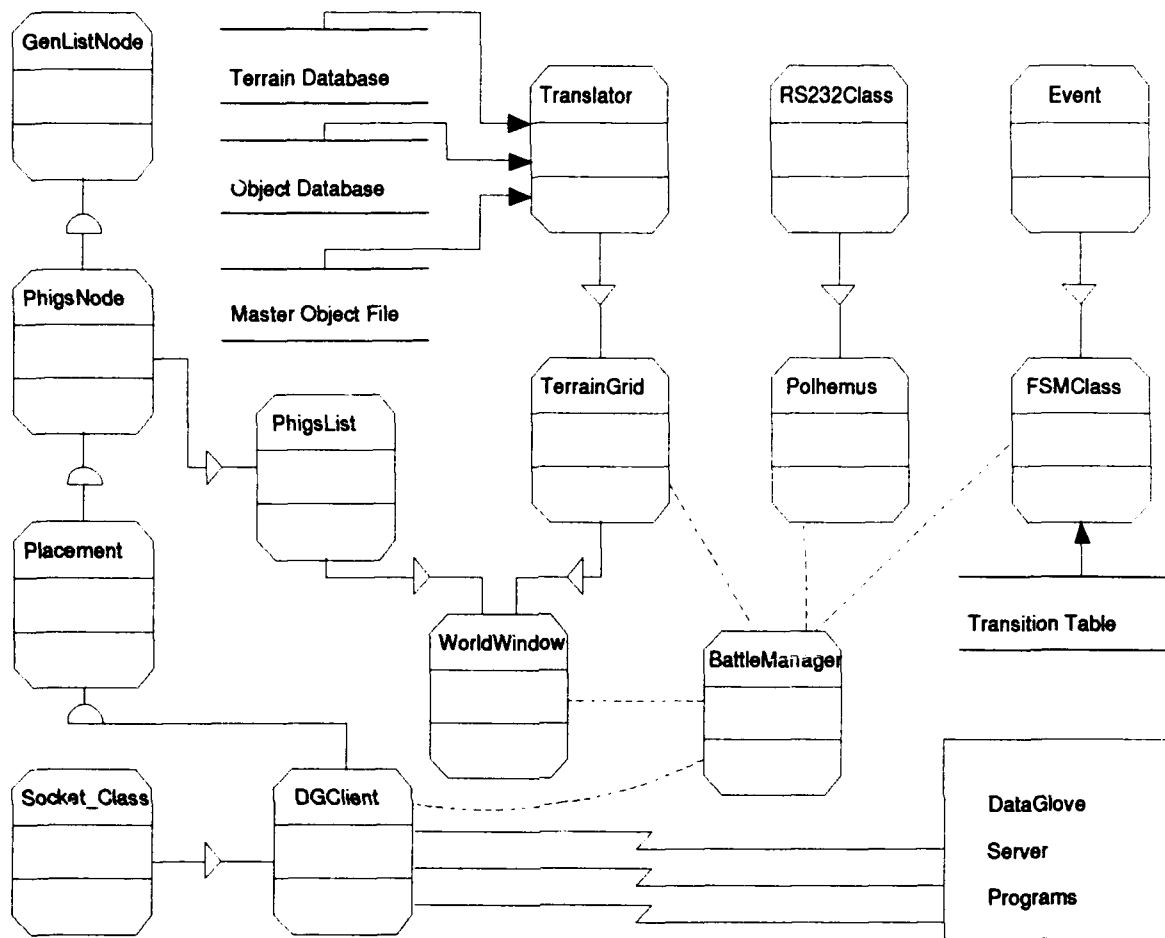 GenListNode
Terrain Database
Translator
RS232Class
Event
Object Database
PhigsNode
Master Object File
TerrainGrid
Polhemus
FSMClass
PhigsList
Placement
Transition Table
WorldWindow
BattleManager
Socket_Class
DGClient
DataGlove
Server
Programs